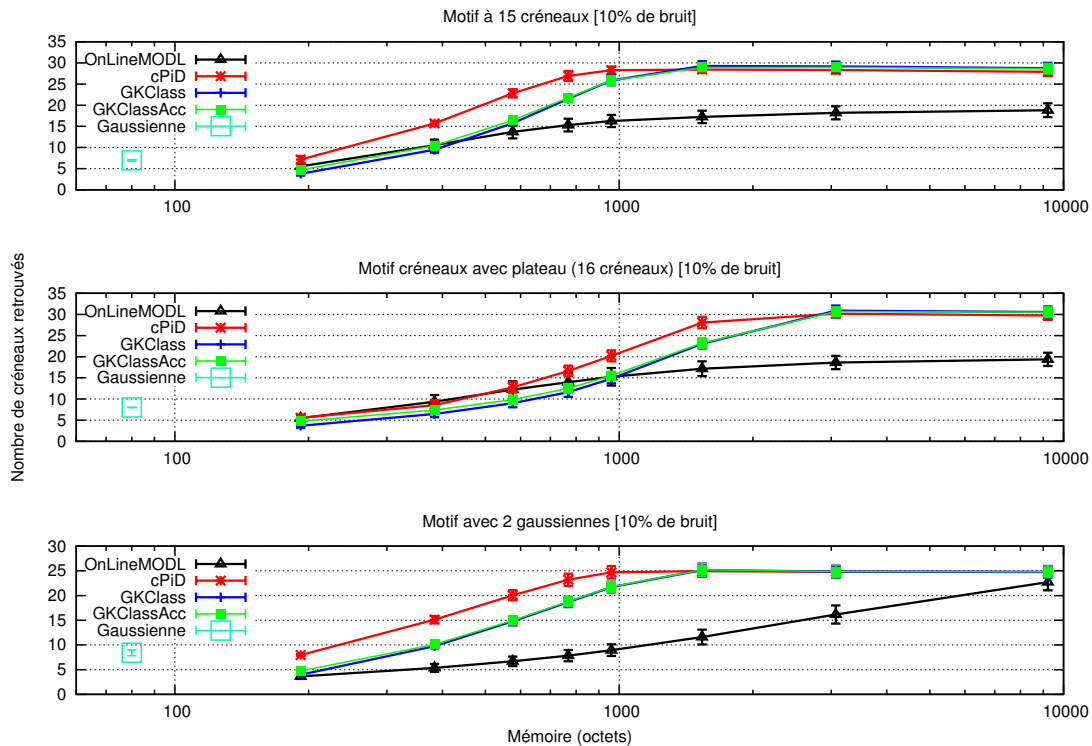 Motif à 15 créneaux [10% de bruit]
35
30
25
20
15
10
5
0
OnLineMODL
cPiD
GKClass
GKClassAcc
Gaussienne
100
1000
10000
Nombre de créneaux retrouvés
Motif créneaux avec plateau (16 créneaux) [10% de bruit]
35
30
25
20
15
10
5
0
OnLineMODL
cPiD
GKClass
GKClassAcc
Gaussienne
100
1000
10000
Motif avec 2 gaussiennes [10% de bruit]
30
25
20
15
10
5
0
OnLineMODL
cPiD
GKClass
GKClassAcc
Gaussienne
100
1000
10000
Mémoire (octets)